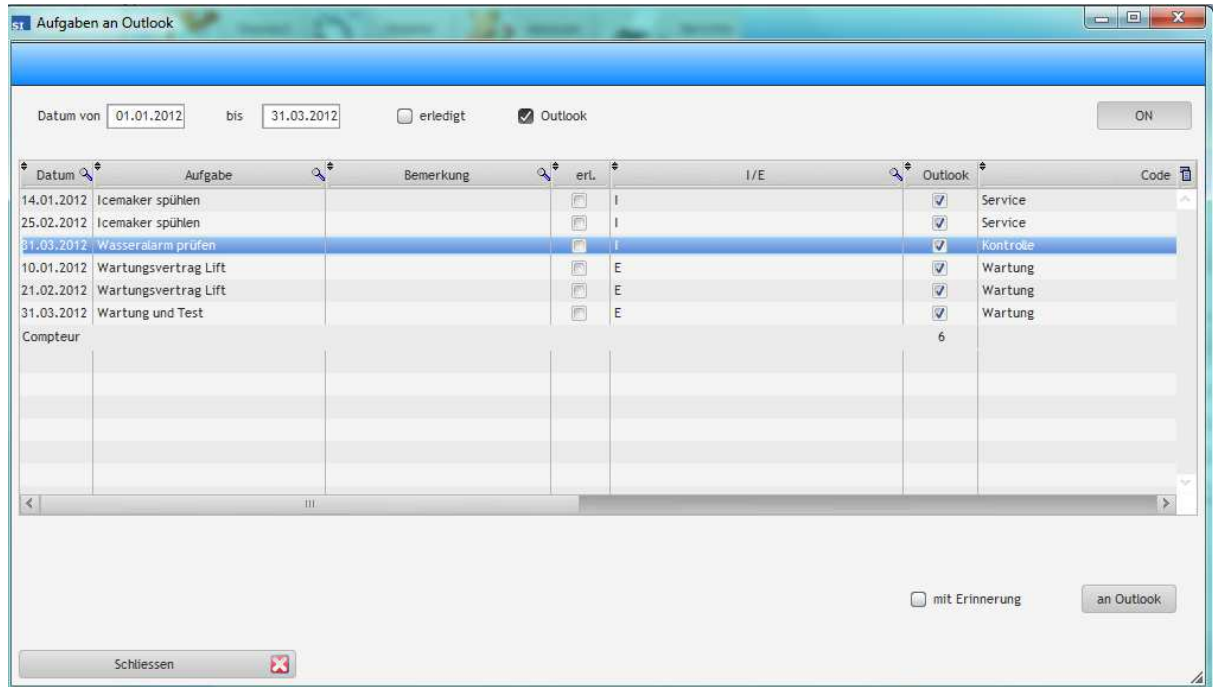 st Aufgaben an Outlook
Datum von 01.01.2012 bis 31.03.2012 erledigt Outlook ON
Datum Aufgabe Bemerkung erl. I/E Outlook Code
14.01.2012 Icemaker spühlen I Service
25.02.2012 Icemaker spühlen I Service
31.03.2012 Wasseralarm prüfen I Kontrolle
10.01.2012 Wartungsvertrag Lift E Wartung
21.02.2012 Wartungsvertrag Lift E Wartung
31.03.2012 Wartung und Test E Wartung
Compteur 6
mit Erinnerung an Outlook
Schliessen